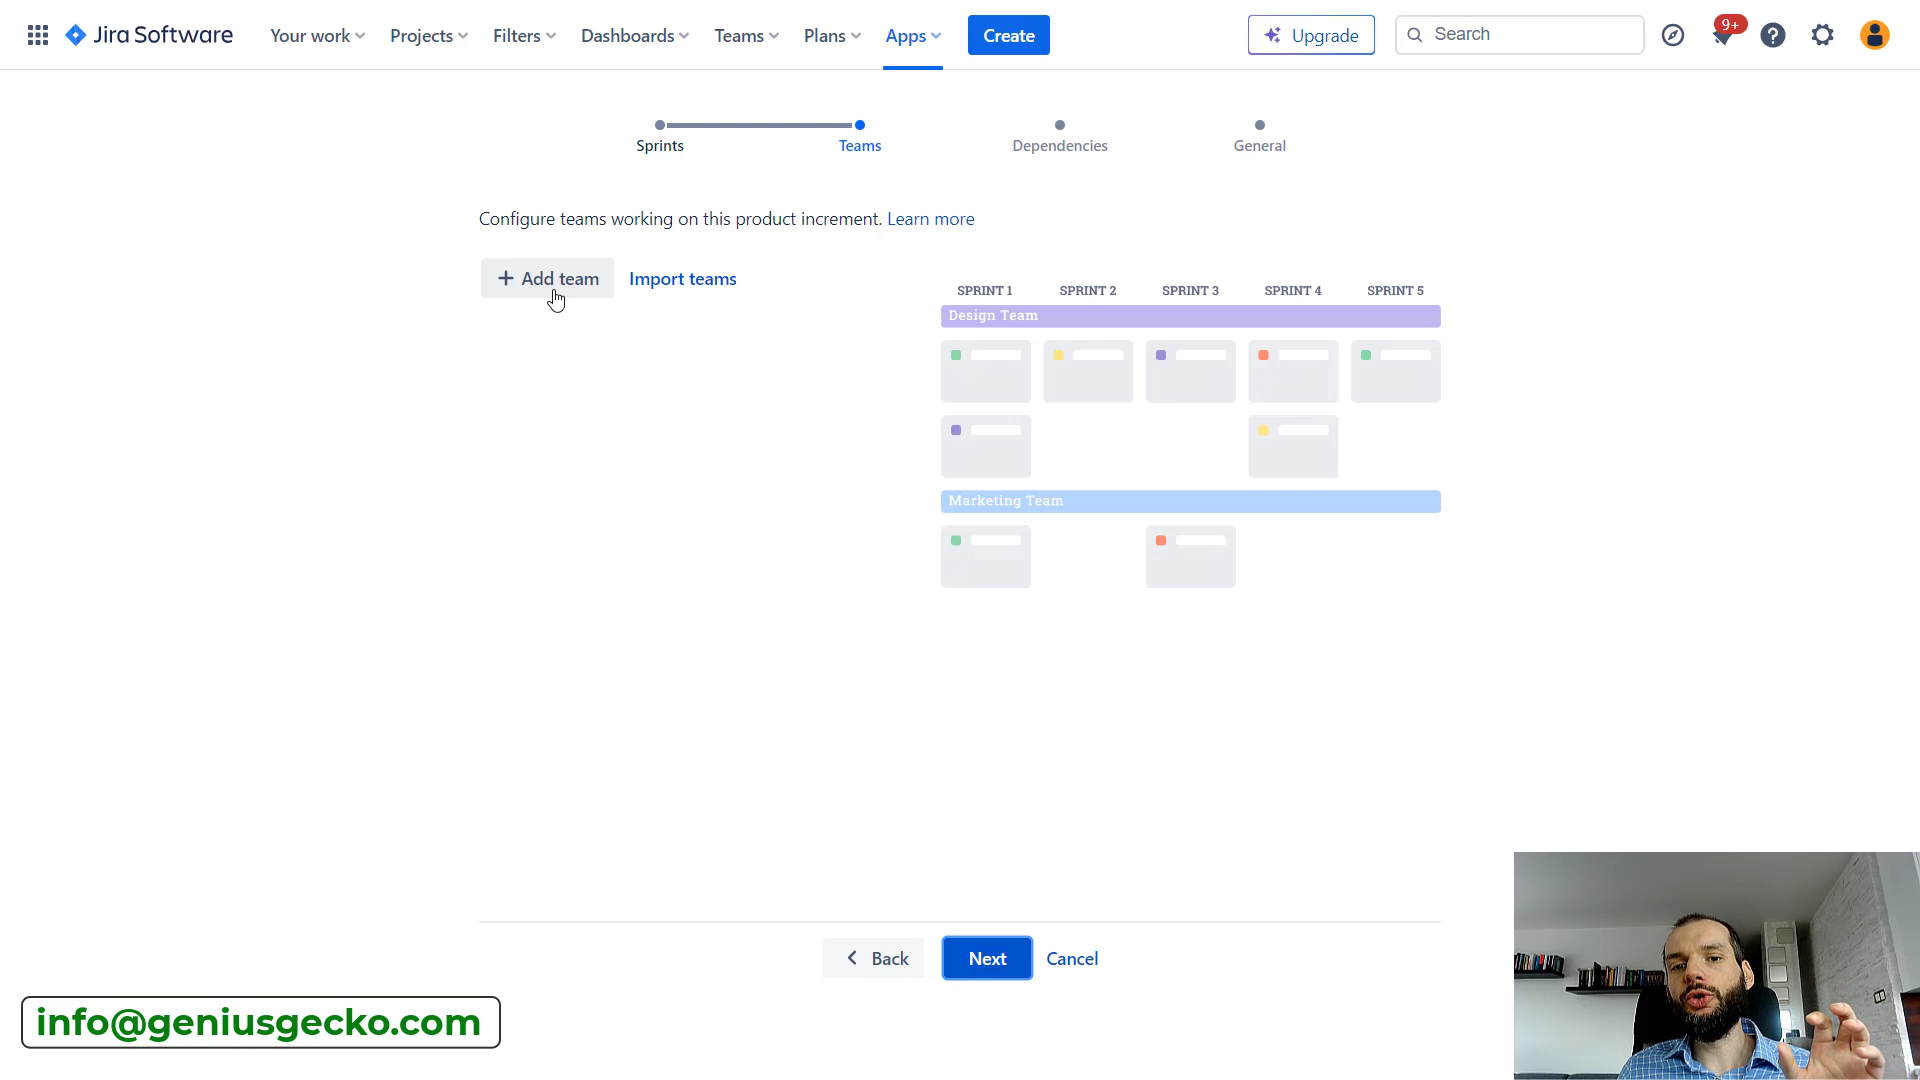 Jira Software
Your work
Projects
Filters
Dashboards
Teams
Plans
Apps
Create
Upgrade
Search
9+
Sprints
Teams
Dependencies
General
Configure teams working on this product increment. Learn more
+ Add team
Import teams
SPRINT 1
SPRINT 2
SPRINT 3
SPRINT 4
SPRINT 5
Design Team
Marketing Team
Back
Next
Cancel
info@geniusgecko.com